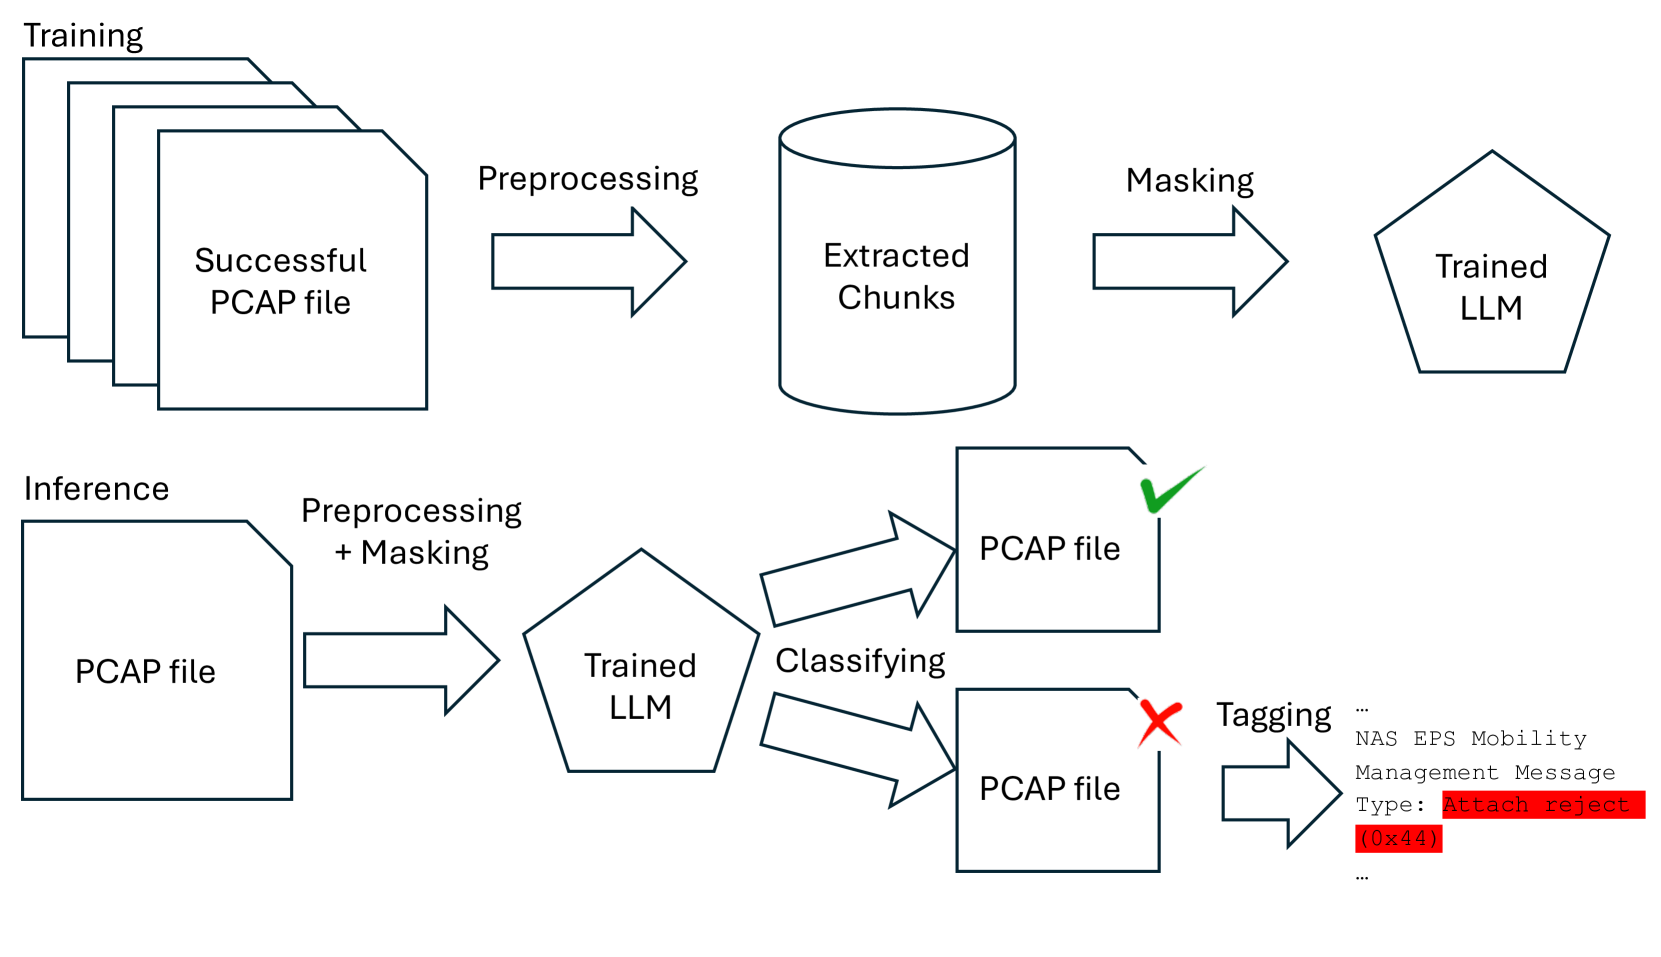 Training
Successful
PCAP file
Preprocessing
Extracted
Chunks
Masking
Trained
LLM
Inference
PCAP file
Preprocessing
+ Masking
Trained
LLM
Classifying
PCAP file
PCAP file
Tagging
…
NAS EPS Mobility
Management Message
Type: Attach reject
(0x44)
…